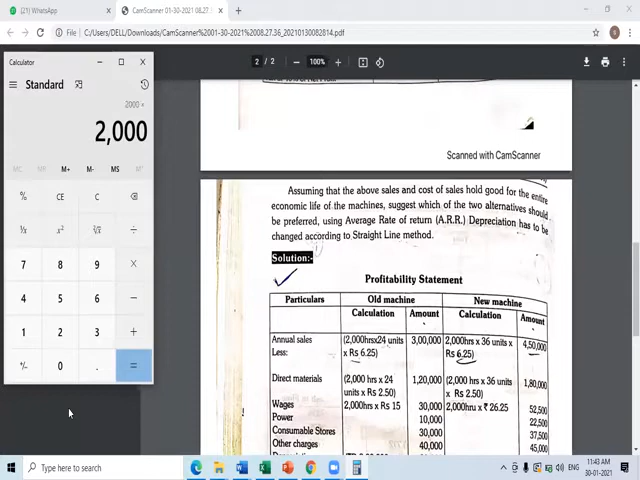 (21) WhatsApp
CamScanner 01-30-2021 08.27.36
File
C:/Users/DELL/Downloads/CamScanner%2001-30-2021%2008.27.36_20210130082814.pdf
Calculator
2 / 2
100%
Standard
2000 ×
2,000
M+ M- MS
% CE C
7 8 9 ×
4 5 6 −
1 2 3 +
+/- 0 . =
Scanned with CamScanner
Assuming that the above sales and cost of sales hold good for the entire
economic life of the machines, suggest which of the two alternatives should
be preferred, using Average Rate of return (A.R.R.) Depreciation has to be
changed according to Straight Line method.
Solution:-
Profitability Statement
Particulars Old machine New machine
Calculation Amount Calculation Amount
Annual sales (2,000hrsx24 units 3,00,000 (2,000hrs x 36 units x 4,50,000
Less: x Rs 6.25) Rs 6.25)
Direct materials (2,000 hrs x 24 1,20,000 (2,000 hrs x 36 1,80,000
units x Rs 2.50) units x Rs 2.50)
Wages 2,000hrs x Rs 15 30,000 2,000hru x ₹ 26.25 52,500
Power 10,000 22,500
Consumable Stores 30,000 37,500
Other charges 40,000 45,000
Type here to search
ENG
11:43 AM
30-01-2021